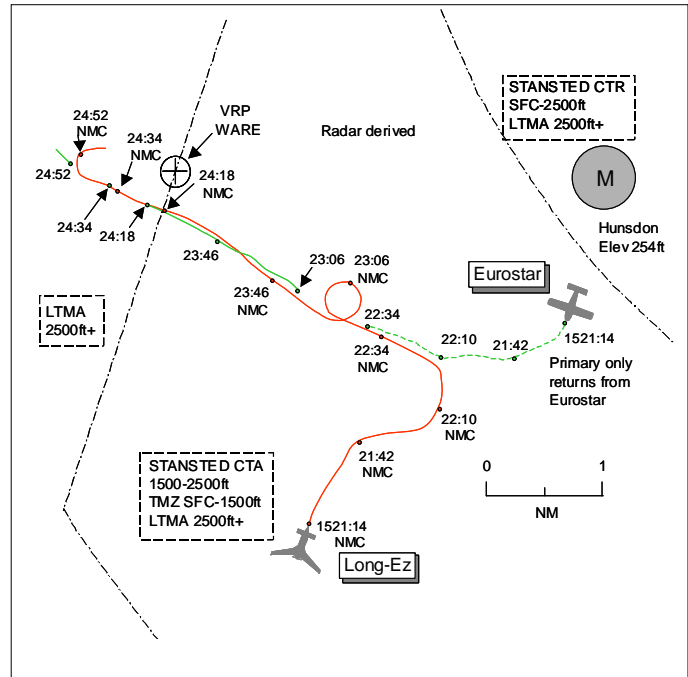 STANSTED CTR
SFC-2500ft
LTMA 2500ft+
VRP
WARE
Radar derived
24:52
NMC
24:34
NMC
24:18
NMC
M
24:52
24:34
24:18
Hunsdon
Elev 254ft
23:46
23:06
23:06
NMC
Eurostar
23:46
NMC
LTMA
2500ft+
22:34
22:34
NMC
22:10
21:42
1521:14
Primary only
returns from
Eurostar
22:10
NMC
21:42
NMC
STANSTED CTA
1500-2500ft
TMZ SFC-1500ft
LTMA 2500ft+
0
1
NM
1521:14
NMC
Long-Ez